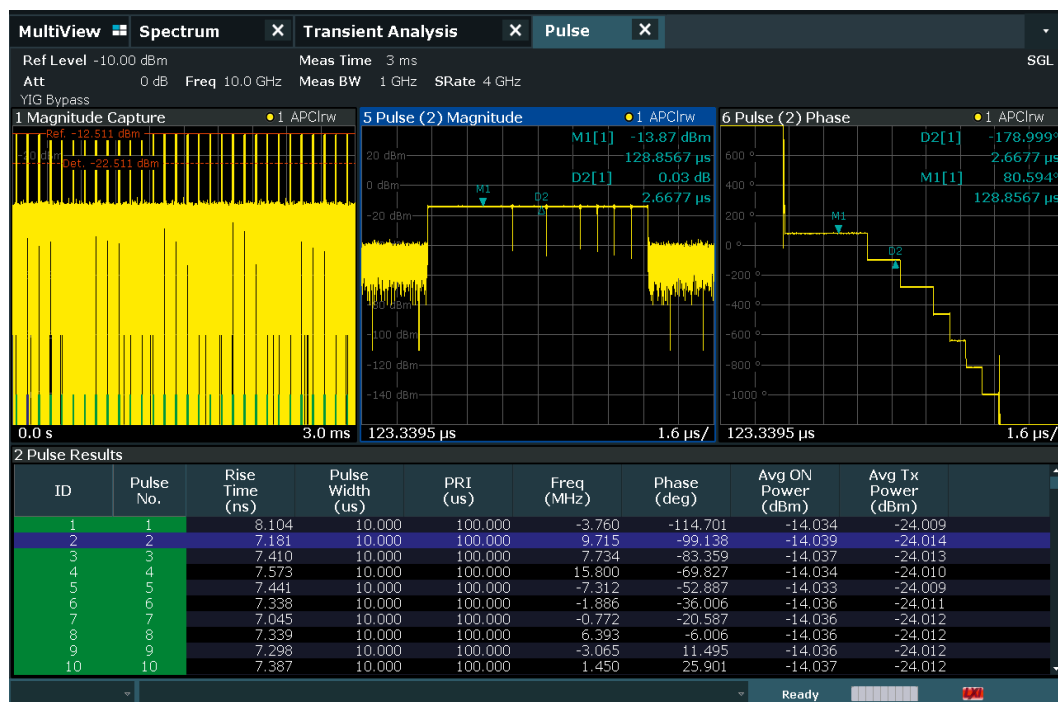 MultiView Spectrum X Transient Analysis X Pulse X
Ref Level -10.00 dBm Meas Time 3 ms SGL
Att 0 dB Freq 10.0 GHz Meas BW 1 GHz SRate 4 GHz
YIG Bypass
1 Magnitude Capture 1 APClrw
Ref. -12.511 dBm
Det. -22.511 dBm
0.0 s 3.0 ms
5 Pulse (2) Magnitude 1 APClrw
M1[1] -13.87 dBm
128.8567 µs
D2[1] 0.03 dB
2.6677 µs
20 dBm
0 dBm
-20 dBm
-100 dBm
-120 dBm
-140 dBm
M1
D2
123.3395 µs 1.6 µs/
6 Pulse (2) Phase 1 APClrw
D2[1] -178.999°
2.6677 µs
M1[1] 80.594°
128.8567 µs
600 °
400 °
200 °
0 °
-200 °
-400 °
-600 °
-800 °
-1000 °
M1
D2
123.3395 µs 1.6 µs/
2 Pulse Results
ID Pulse No. Rise Time (ns) Pulse Width (us) PRI (us) Freq (MHz) Phase (deg) Avg ON Power (dBm) Avg Tx Power (dBm)
1 1 8.104 10.000 100.000 -3.760 -114.701 -14.034 -24.009
2 2 7.181 10.000 100.000 9.715 -99.138 -14.039 -24.014
3 3 7.410 10.000 100.000 7.734 -83.359 -14.037 -24.013
4 4 7.573 10.000 100.000 15.800 -69.827 -14.034 -24.010
5 5 7.441 10.000 100.000 -7.312 -52.887 -14.033 -24.009
6 6 7.338 10.000 100.000 -1.886 -36.006 -14.036 -24.011
7 7 7.045 10.000 100.000 -0.772 -20.587 -14.036 -24.012
8 8 7.339 10.000 100.000 6.393 -6.006 -14.036 -24.012
9 9 7.298 10.000 100.000 -3.065 11.495 -14.036 -24.012
10 10 7.387 10.000 100.000 1.450 25.901 -14.037 -24.012
Ready LXI